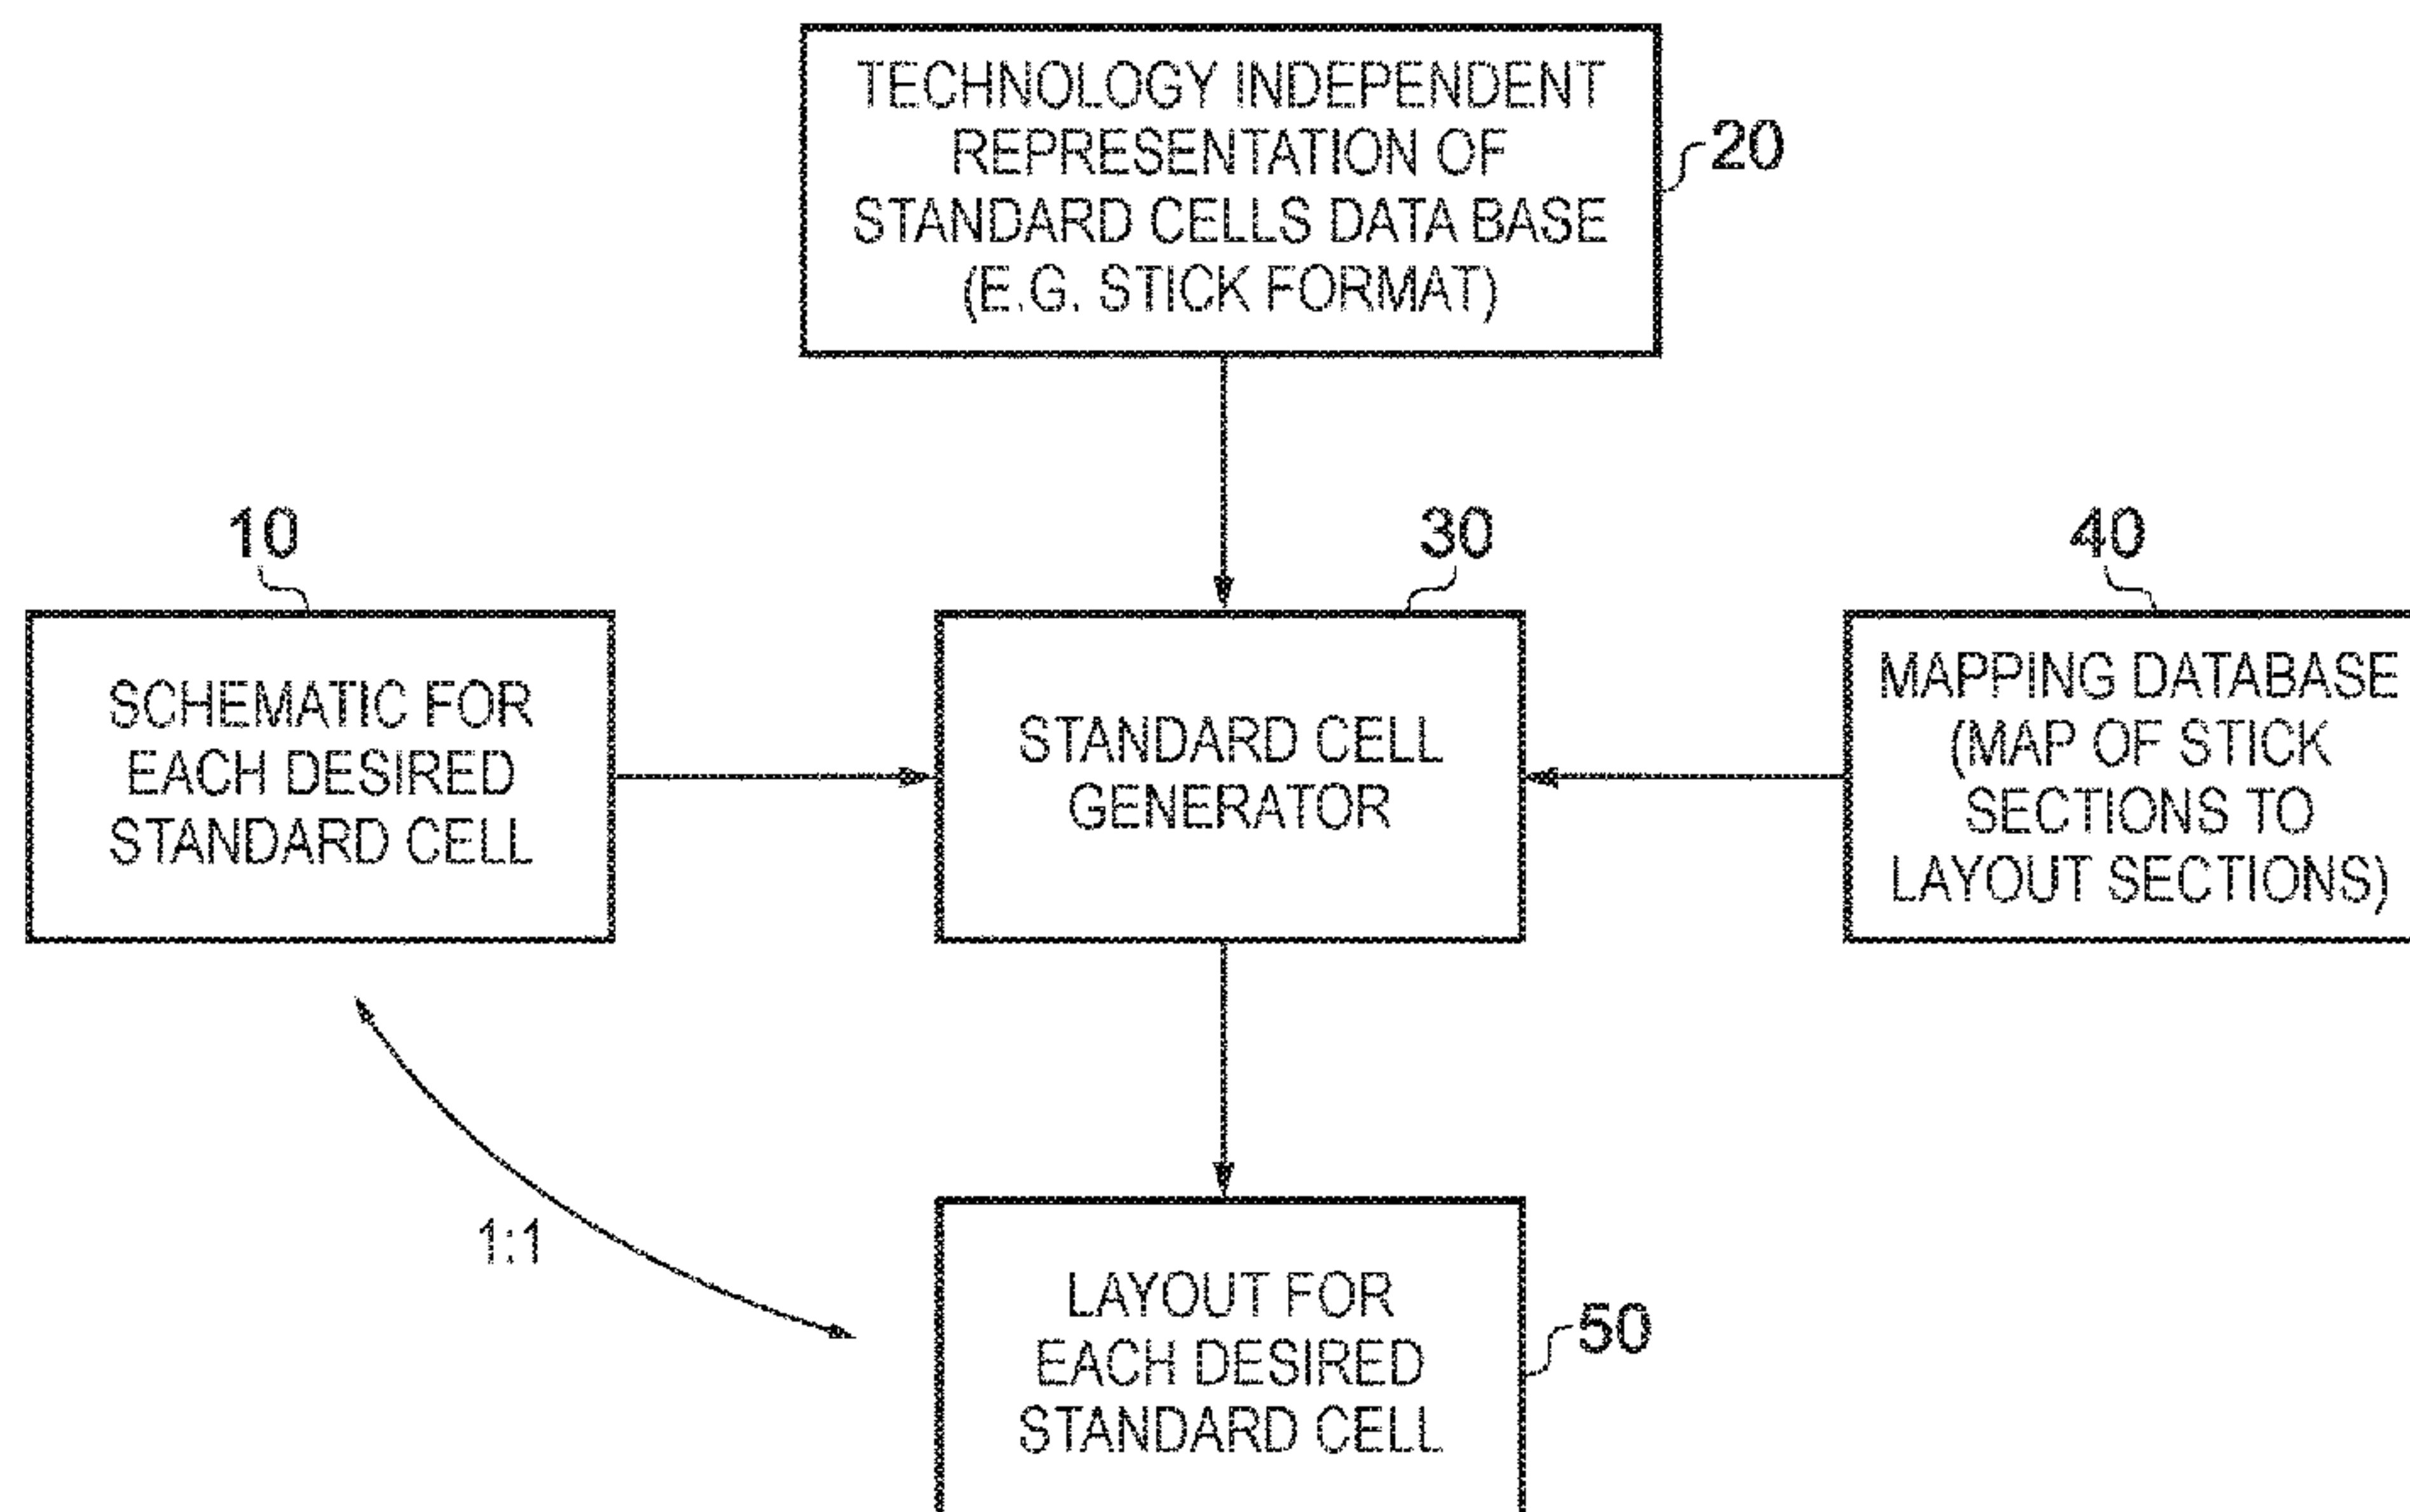 TECHNOLOGY INDEPENDENT
REPRESENTATION OF
STANDARD CELLS DATA BASE
(E.G. STICK FORMAT)
20
10
SCHEMATIC FOR
EACH DESIRED
STANDARD CELL
30
STANDARD CELL
GENERATOR
40
MAPPING DATABASE
(MAP OF STICK
SECTIONS TO
LAYOUT SECTIONS)
1:1
LAYOUT FOR
EACH DESIRED
STANDARD CELL
50